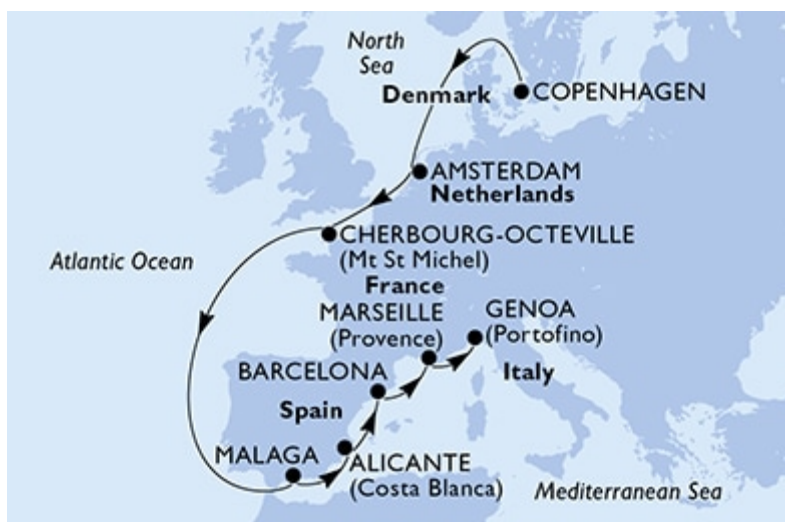 North
Sea
Denmark
COPENHAGEN
AMSTERDAM
Netherlands
CHERBOURG-OCTEVILLE
(Mt St Michel)
France
Atlantic Ocean
MARSEILLE
(Provence)
GENOA
(Portofino)
Italy
BARCELONA
Spain
MALAGA
ALICANTE
(Costa Blanca)
Mediterranean Sea